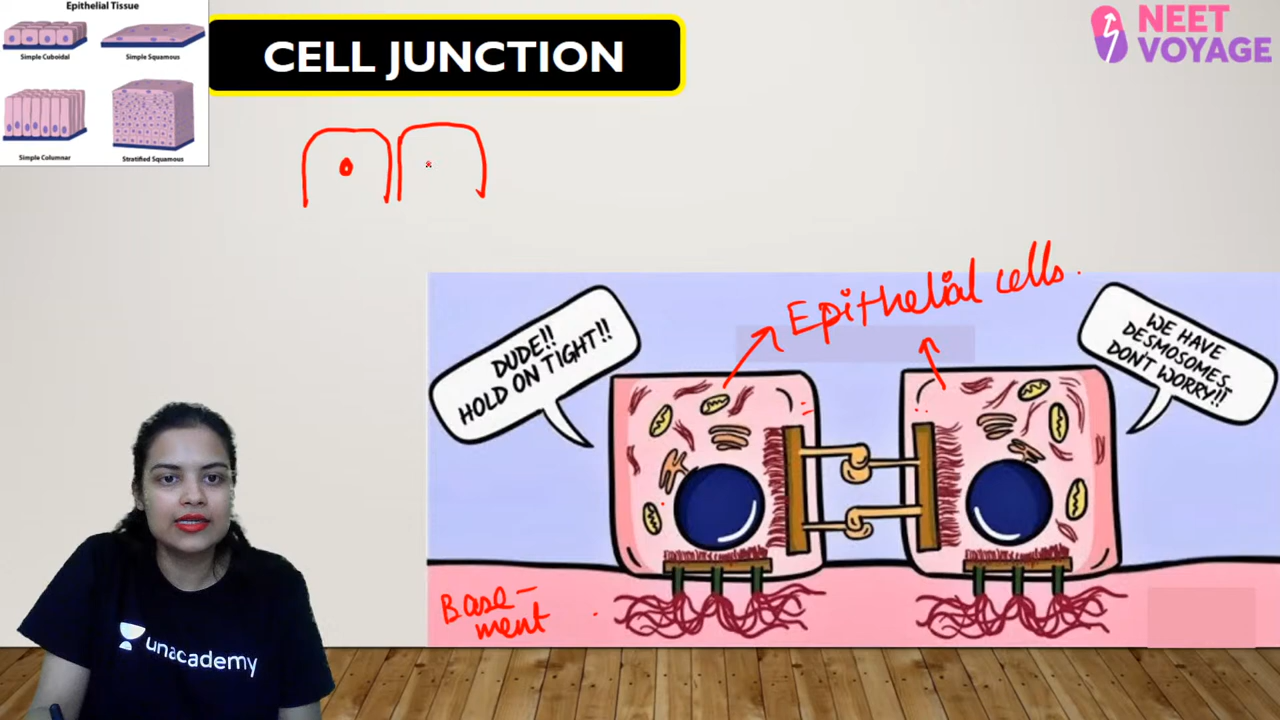 Epithelial Tissue
Simple Cuboidal
Simple Squamous
Simple Columnar
Stratified Squamous
CELL JUNCTION
NEET
VOYAGE
Epithelial cells.
DUDE!!
HOLD ON TIGHT!!
WE HAVE
DESMOSOMES.
DON'T WORRY!!
Base-
ment
unacademy